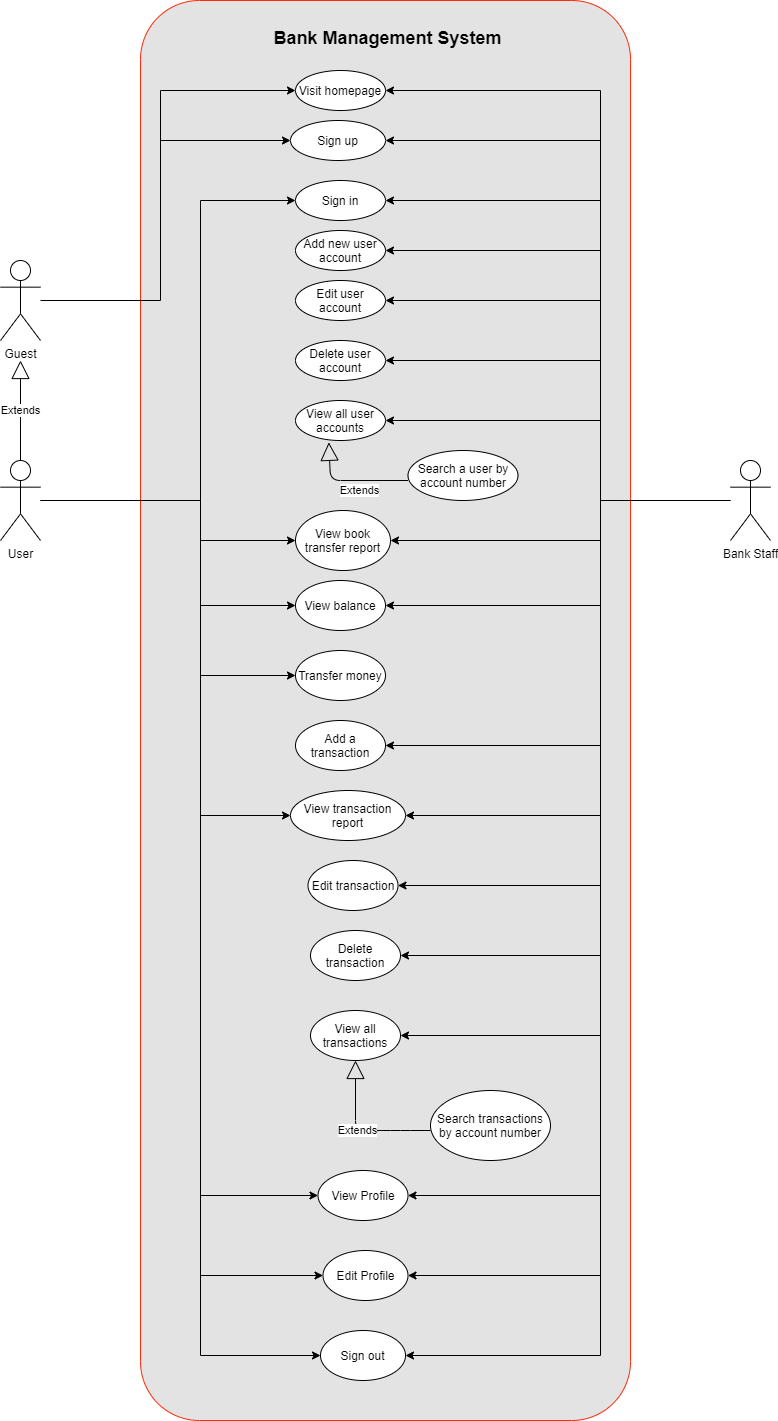 Bank Management System
Visit homepage
Sign up
Sign in
Add new user
account
Edit user
account
Guest
Delete user
account
Extends
View all user
accounts
Search a user by
account number
Extends
User
Bank Staff
View book
transfer report
View balance
Transfer money
Add a
transaction
View transaction
report
Edit transaction
Delete
transaction
View all
transactions
Search transactions
by account number
Extends
View Profile
Edit Profile
Sign out